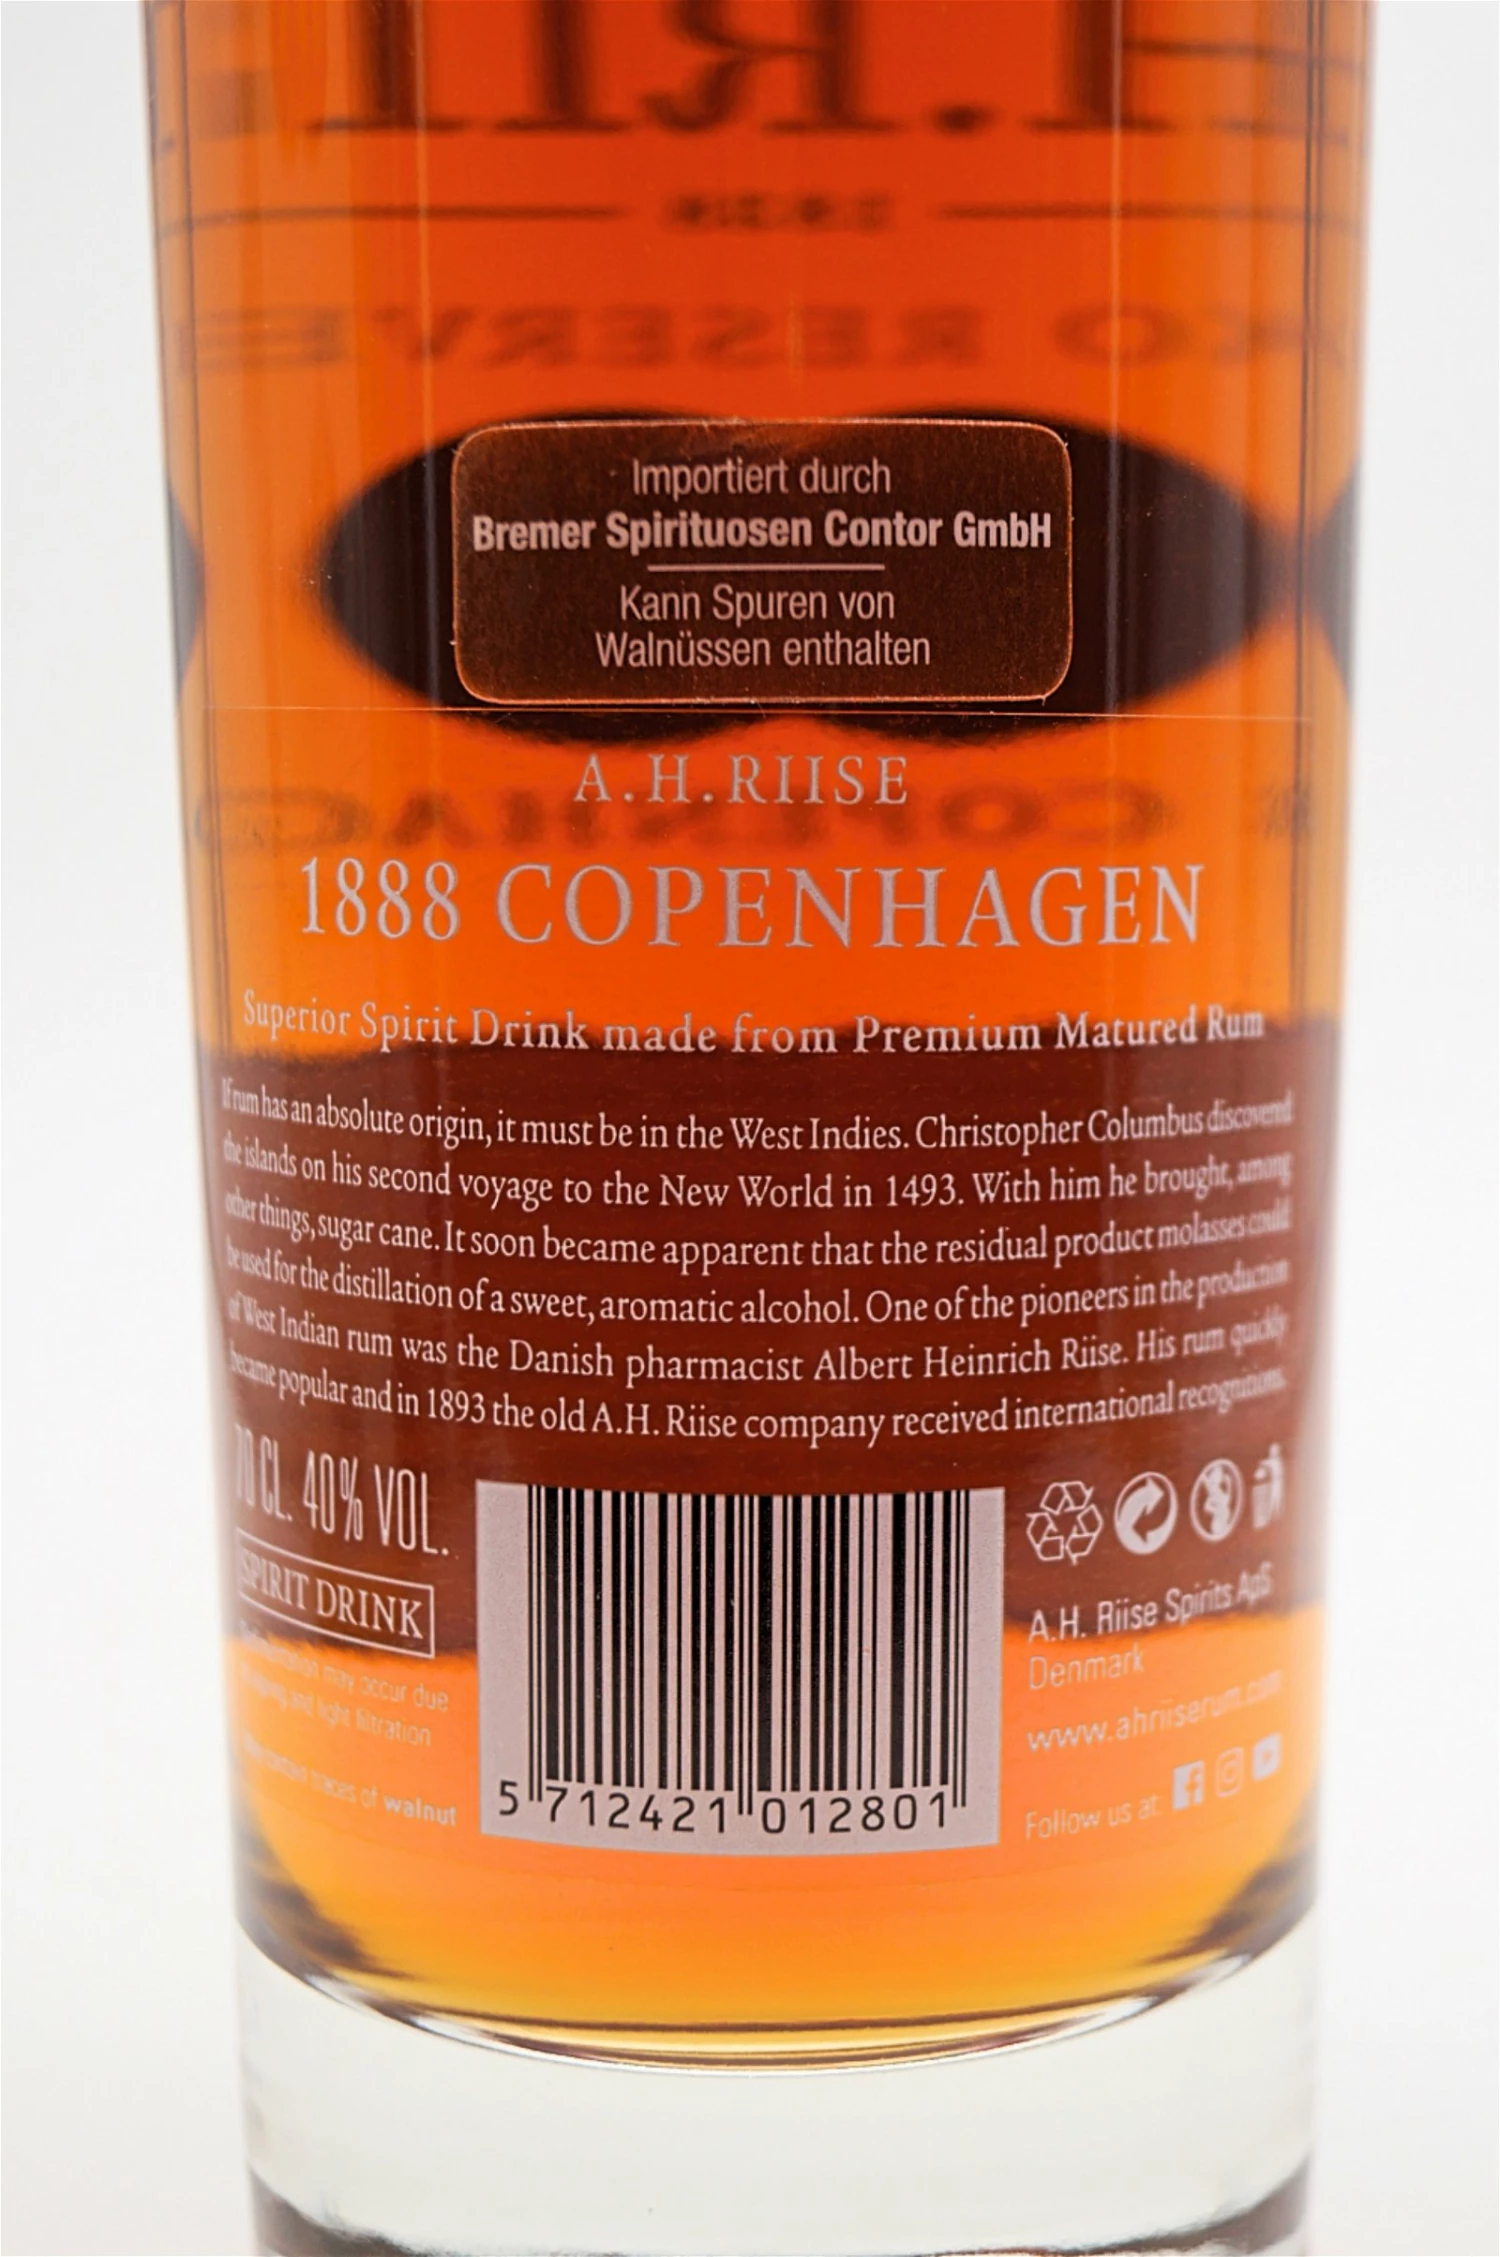 Importiert durch
Bremer Spirituosen Contor GmbH
Kann Spuren von
Walnüssen enthalten
A.H.RIISE
1888 COPENHAGEN
Superior Spirit Drink made from Premium Matured Rum
If rum has an absolute origin, it must be in the West Indies. Christopher Columbus discovered
the islands on his second voyage to the New World in 1493. With him he brought, among
other things, sugar cane. It soon became apparent that the residual product molasses could
be used for the distillation of a sweet, aromatic alcohol. One of the pioneers in the production
of West Indian rum was the Danish pharmacist Albert Heinrich Riise. His rum quickly
became popular and in 1893 the old A.H. Riise company received international recognitions.
70 CL. 40% VOL.
SPIRIT DRINK
may occur due
and light filtration
traces of walnut
5 712421 012801
A.H. Riise Spirits ApS
Denmark
www.ahriiserum.com
Follow us at: